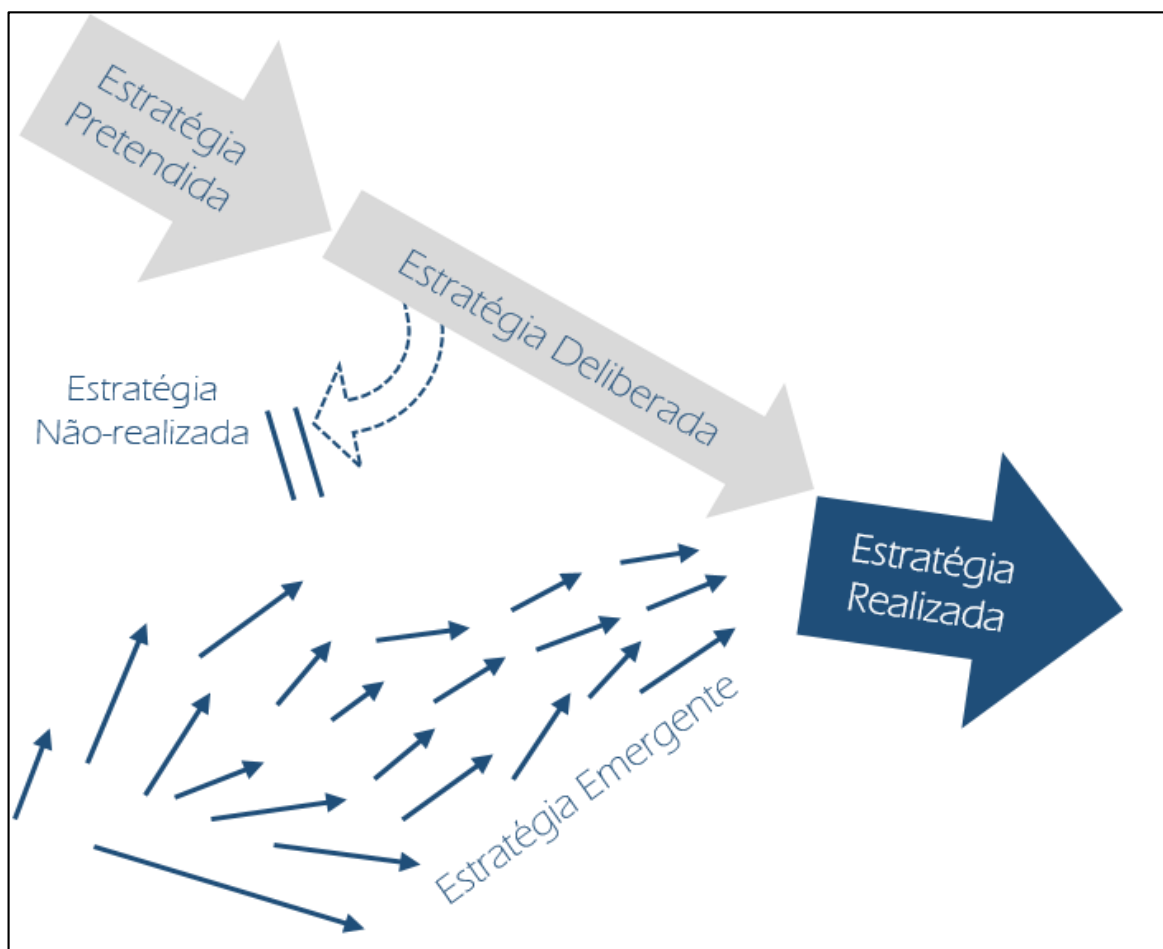 Estratégia
Pretendida
Estratégia Deliberada
Estratégia
Não-realizada
Estratégia
Realizada
Estratégia Emergente